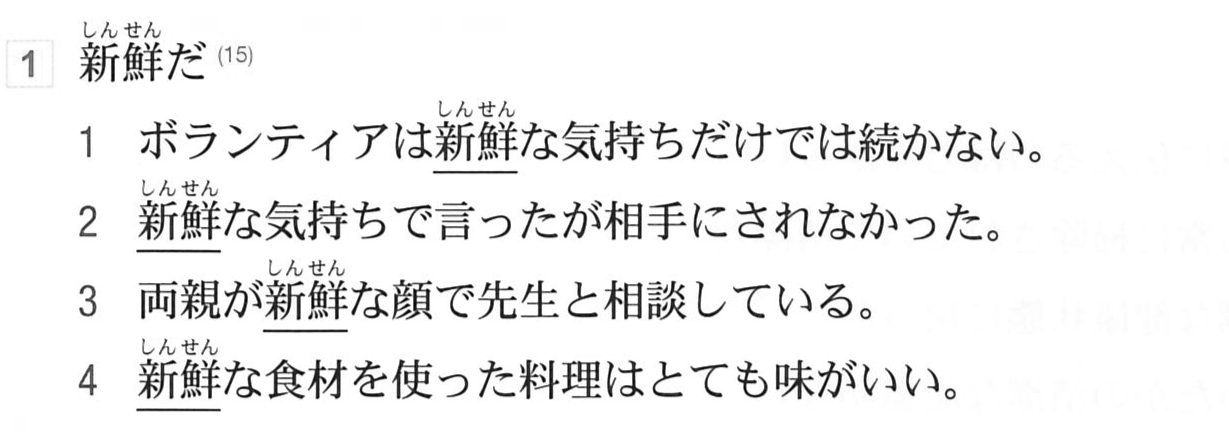 しんせん
1 新鮮だ (15)
しんせん
1 ボランティアは新鮮な気持ちだけでは続かない。
しんせん
2 新鮮な気持ちで言ったが相手にされなかった。
しんせん
3 両親が新鮮な顔で先生と相談している。
しんせん
4 新鮮な食材を使った料理はとても味がいい。